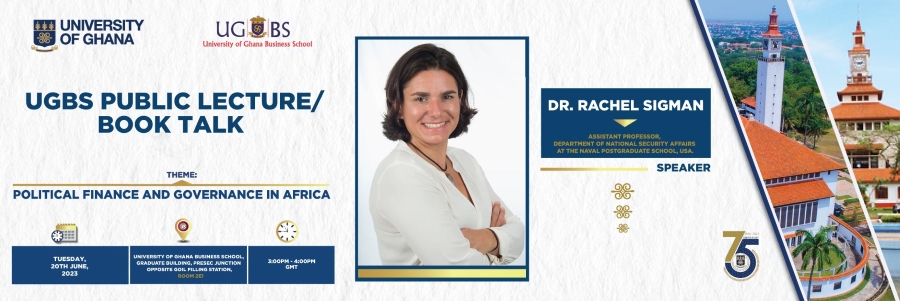 UNIVERSITY
OF GHANA
UGBS
University of Ghana Business School
UGBS PUBLIC LECTURE/
BOOK TALK
THEME:
POLITICAL FINANCE AND GOVERNANCE IN AFRICA
TUESDAY,
20TH JUNE,
2023
UNIVERSITY OF GHANA BUSINESS SCHOOL,
GRADUATE BUILDING, PRESEC JUNCTION
OPPOSITE GOIL FILLING STATION,
ROOM 2E1
3:00PM - 4:00PM
GMT
DR. RACHEL SIGMAN
ASSISTANT PROFESSOR,
DEPARTMENT OF NATIONAL SECURITY AFFAIRS
AT THE NAVAL POSTGRADUATE SCHOOL, USA.
SPEAKER
75